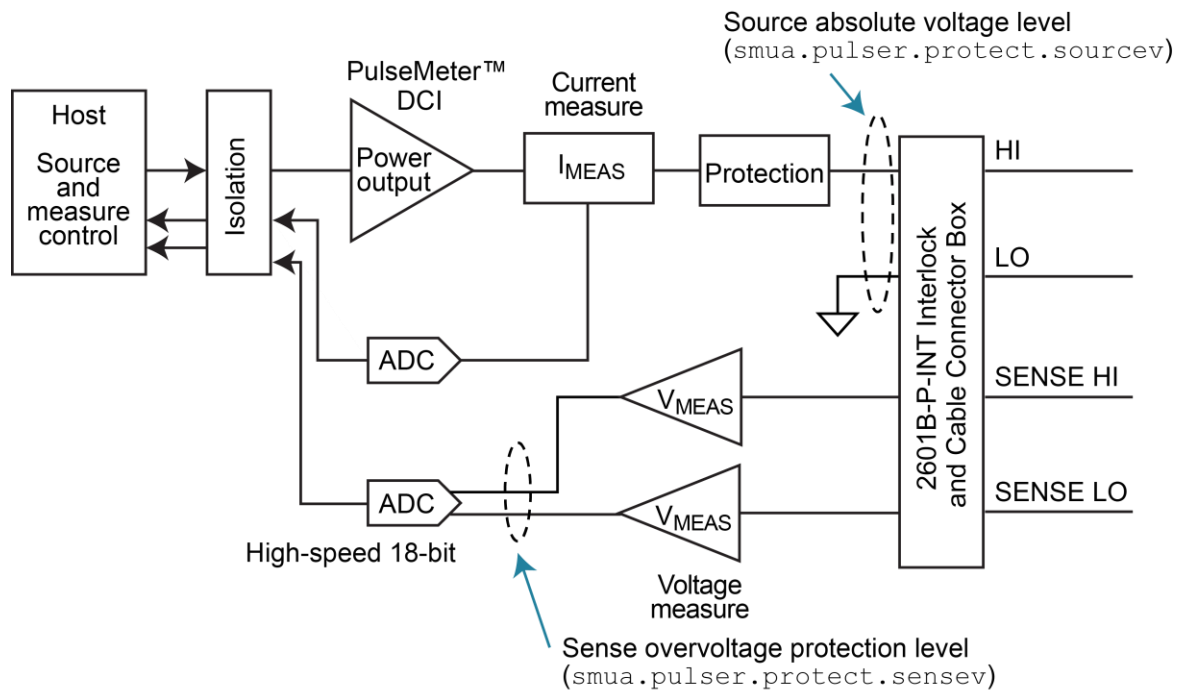 Source absolute voltage level
(smua.pulser.protect.sourcev)
PulseMeter™
DCI
Current
measure
Host
Source
and
measure
control
Isolation
Power
output
IMEAS
Protection
HI
LO
2601B-P-INT Interlock
and Cable Connector Box
ADC
VMEAS
SENSE HI
ADC
VMEAS
SENSE LO
High-speed 18-bit
Voltage
measure
Sense overvoltage protection level
(smua.pulser.protect.sensev)